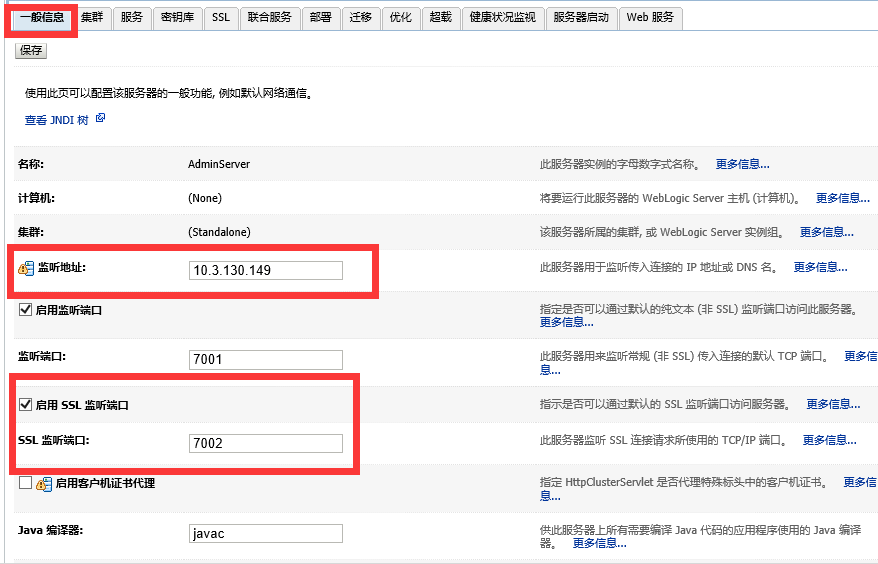 一般信息 集群 服务 密钥库 SSL 联合服务 部署 迁移 优化 超载 健康状况监视 服务器启动 Web 服务
保存
使用此页可以配置该服务器的一般功能, 例如默认网络通信。
查看 JNDI 树
名称: AdminServer 此服务器实例的字母数字式名称。 更多信息...
计算机: (None) 将要运行此服务器的 WebLogic Server 主机 (计算机)。 更多信息...
集群: (Standalone) 该服务器所属的集群, 或 WebLogic Server 实例组。 更多信息...
监听地址: 10.3.130.149 此服务器用于监听传入连接的 IP 地址或 DNS 名。 更多信息...
启用监听端口 指定是否可以通过默认的纯文本 (非 SSL) 监听端口访问此服务器。
更多信息...
监听端口: 7001 此服务器用来监听常规 (非 SSL) 传入连接的默认 TCP 端口。 更多信
息...
启用 SSL 监听端口 指示是否可以通过默认的 SSL 监听端口访问服务器。 更多信息...
SSL 监听端口: 7002 此服务器监听 SSL 连接请求所使用的 TCP/IP 端口。 更多信息...
启用客户机证书代理 指定 HttpClusterServlet 是否代理特殊标头中的客户机证书。 更多信
息...
Java 编译器: javac 供此服务器上所有需要编译 Java 代码的应用程序使用的 Java 编译
器。 更多信息...